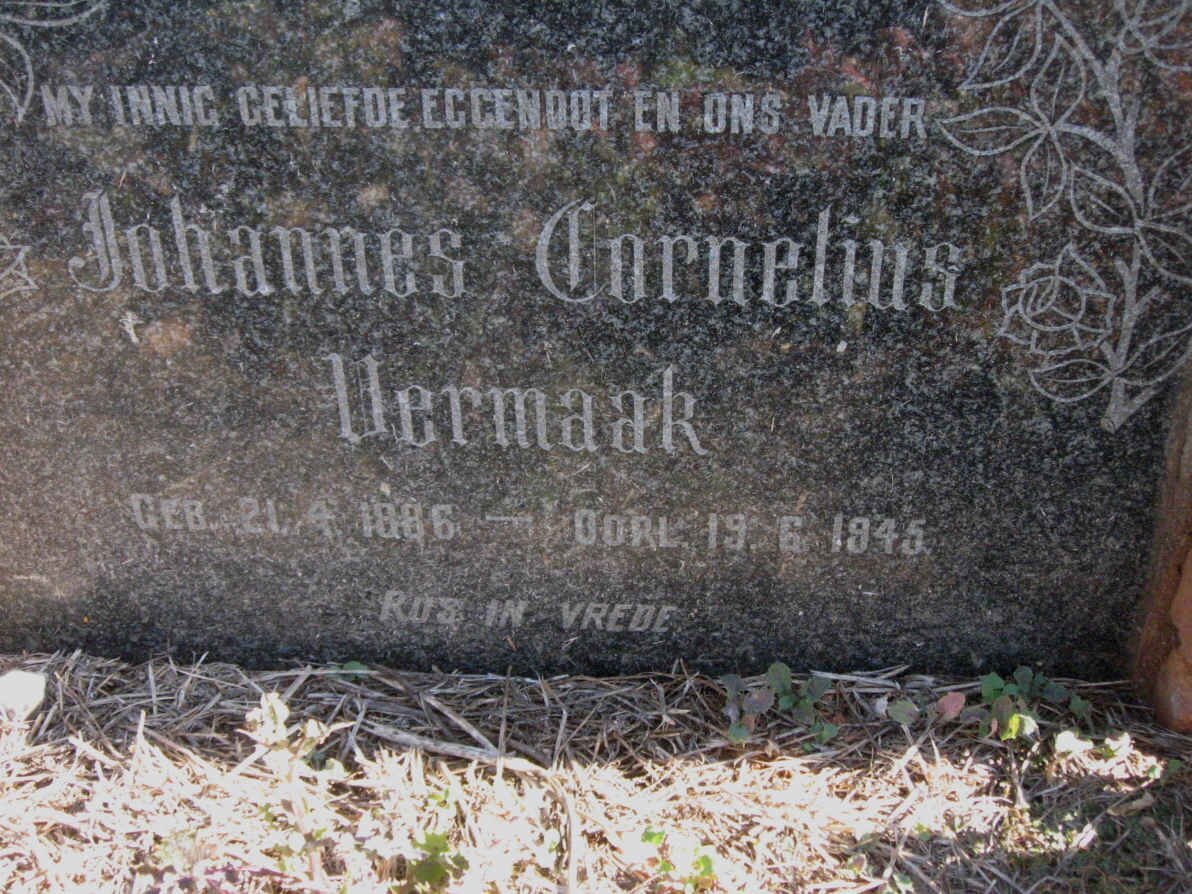 MY INNIG GELIEFDE EGGENOOT EN ONS VADER
Johannes Cornelius
Vermaak
GEB. 21. 4. 1886 — OORL. 19. 6. 1945.
RUS IN VREDE